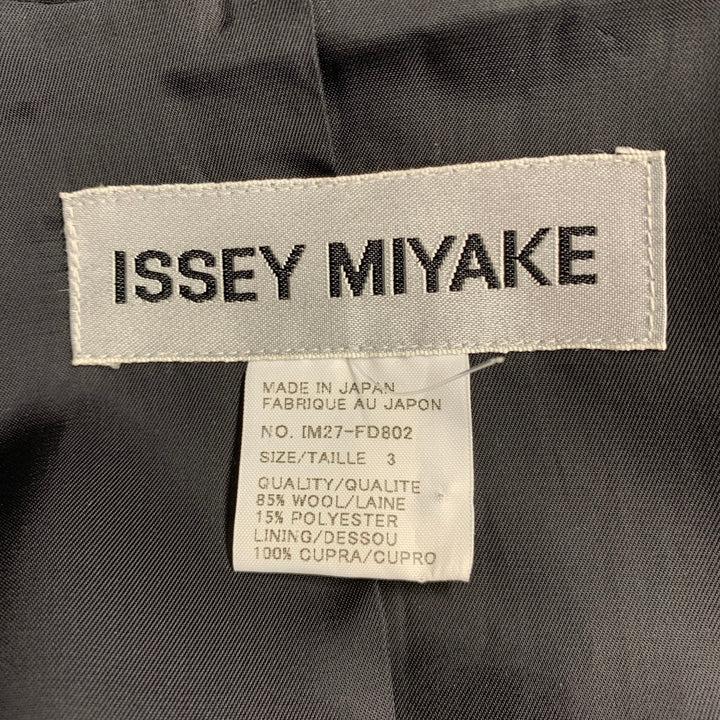 ISSEY MIYAKE
MADE IN JAPAN
FABRIQUE AU JAPON
NO. IM27-FD802
SIZE/TAILLE 3
QUALITY/QUALITE
85% WOOL/LAINE
15% POLYESTER
LINING/DESSOU
100% CUPRA/CUPRO